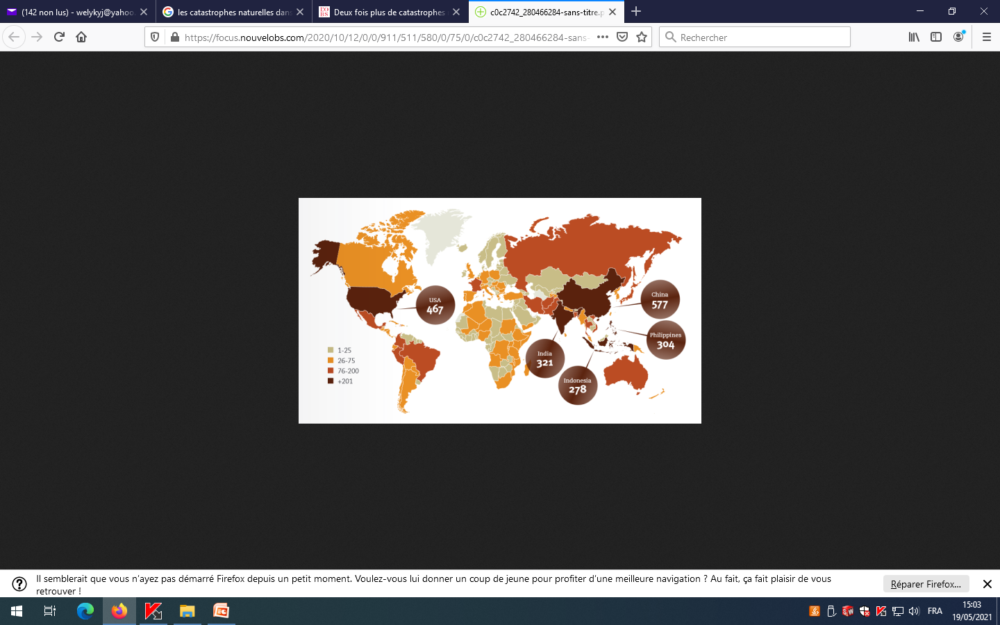 (142 non lus) - welykyj@yahoo.
les catastrophes naturelles dan
L'OBS
Deux fois plus de catastrophes
c0c2742_280466284-sans-titre.p
https://focus.nouvelobs.com/2020/10/12/0/0/911/511/580/0/75/0/c0c2742_280466284-sans-
Rechercher
USA
467
China
577
Philippines
304
India
321
Indonesia
278
1-25
26-75
76-200
+201
Il semblerait que vous n'ayez pas démarré Firefox depuis un petit moment. Voulez-vous lui donner un coup de jeune pour profiter d'une meilleure navigation ? Au fait, ça fait plaisir de vous
retrouver !
Réparer Firefox...
FRA
15:03
19/05/2021